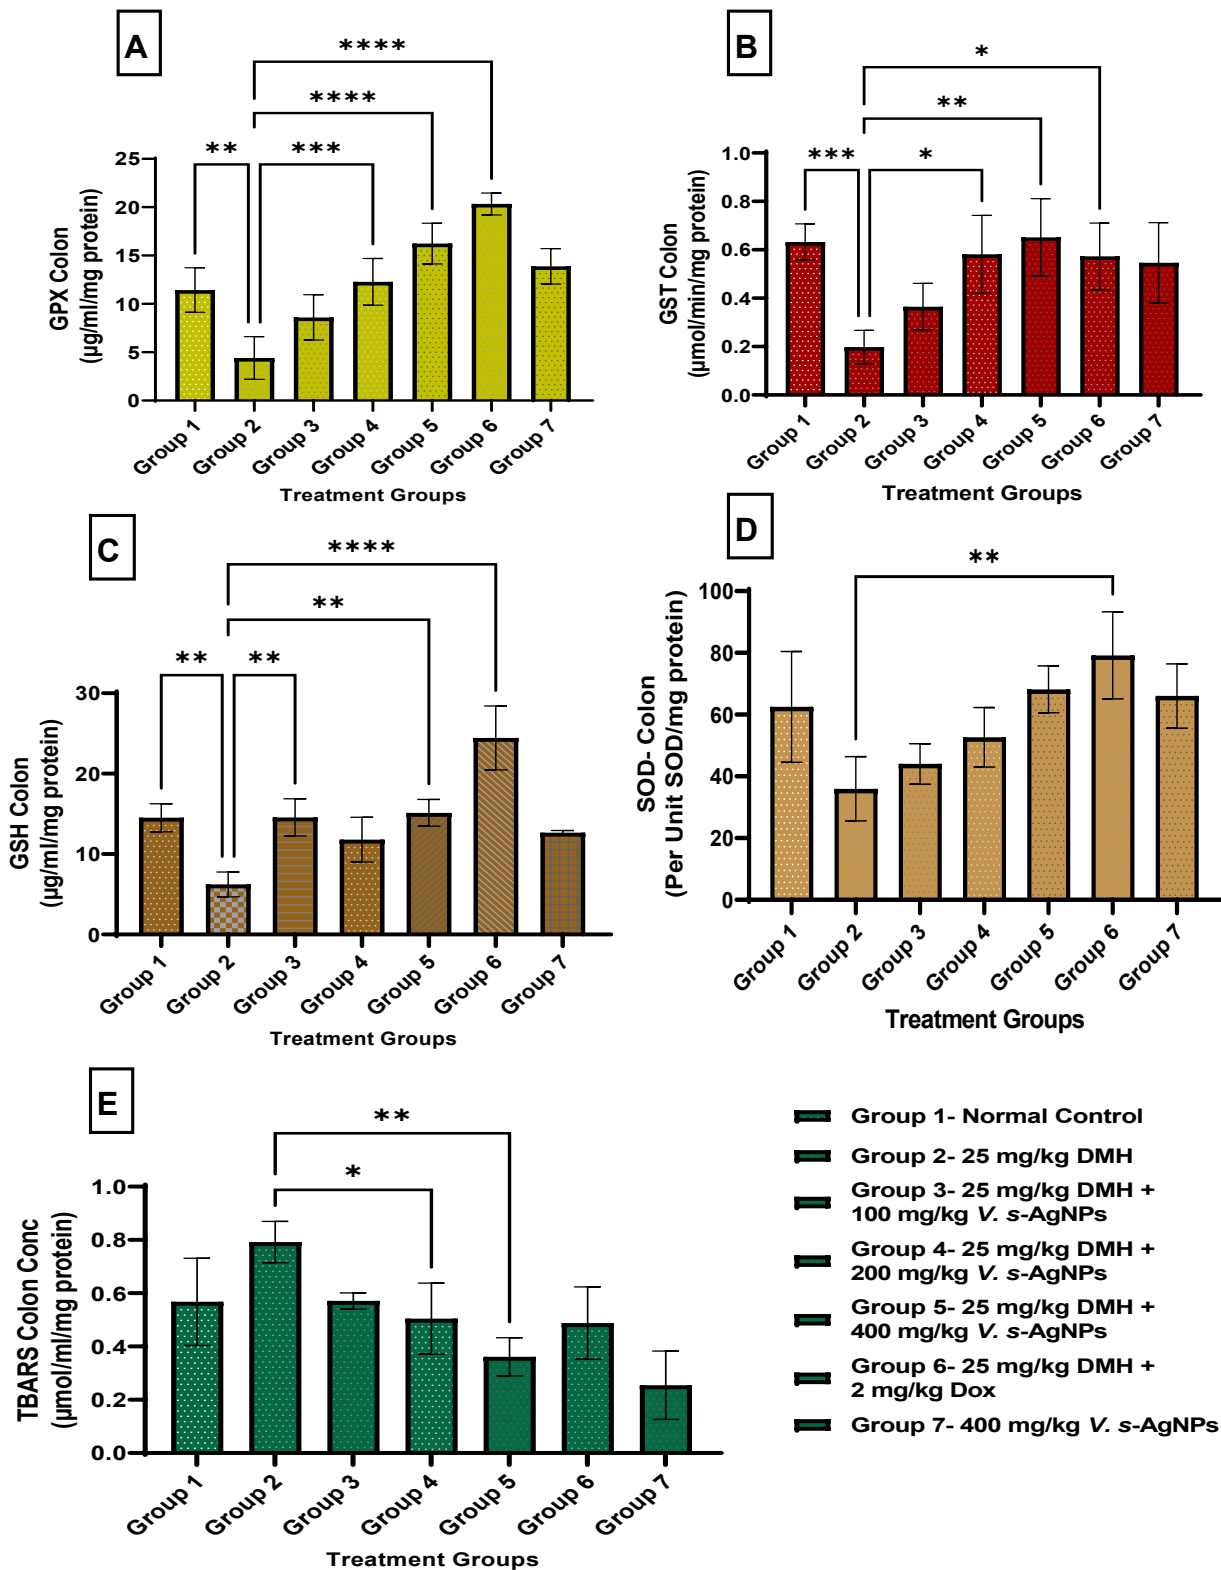 A
****
****
**
***
25
20
15
10
5
0
GPX Colon
(µg/ml/mg protein)
Group 1
Group 2
Group 3
Group 4
Group 5
Group 6
Group 7
Treatment Groups
B
*
**
***
*
1.0
0.8
0.6
0.4
0.2
0.0
GST Colon
(µmol/min/mg protein)
Group 1
Group 2
Group 3
Group 4
Group 5
Group 6
Group 7
Treatment Groups
C
****
**
**
**
30
20
10
0
GSH Colon
(µg/ml/mg protein)
Group 1
Group 2
Group 3
Group 4
Group 5
Group 6
Group 7
Treatment Groups
D
**
100
80
60
40
20
0
SOD- Colon
(Per Unit SOD/mg protein)
Group 1
Group 2
Group 3
Group 4
Group 5
Group 6
Group 7
Treatment Groups
E
**
*
1.0
0.8
0.6
0.4
0.2
0.0
TBARS Colon Conc
(µmol/ml/mg protein)
Group 1
Group 2
Group 3
Group 4
Group 5
Group 6
Group 7
Treatment Groups
Group 1- Normal Control
Group 2- 25 mg/kg DMH
Group 3- 25 mg/kg DMH +
100 mg/kg V. s-AgNPs
Group 4- 25 mg/kg DMH +
200 mg/kg V. s-AgNPs
Group 5- 25 mg/kg DMH +
400 mg/kg V. s-AgNPs
Group 6- 25 mg/kg DMH +
2 mg/kg Dox
Group 7- 400 mg/kg V. s-AgNPs